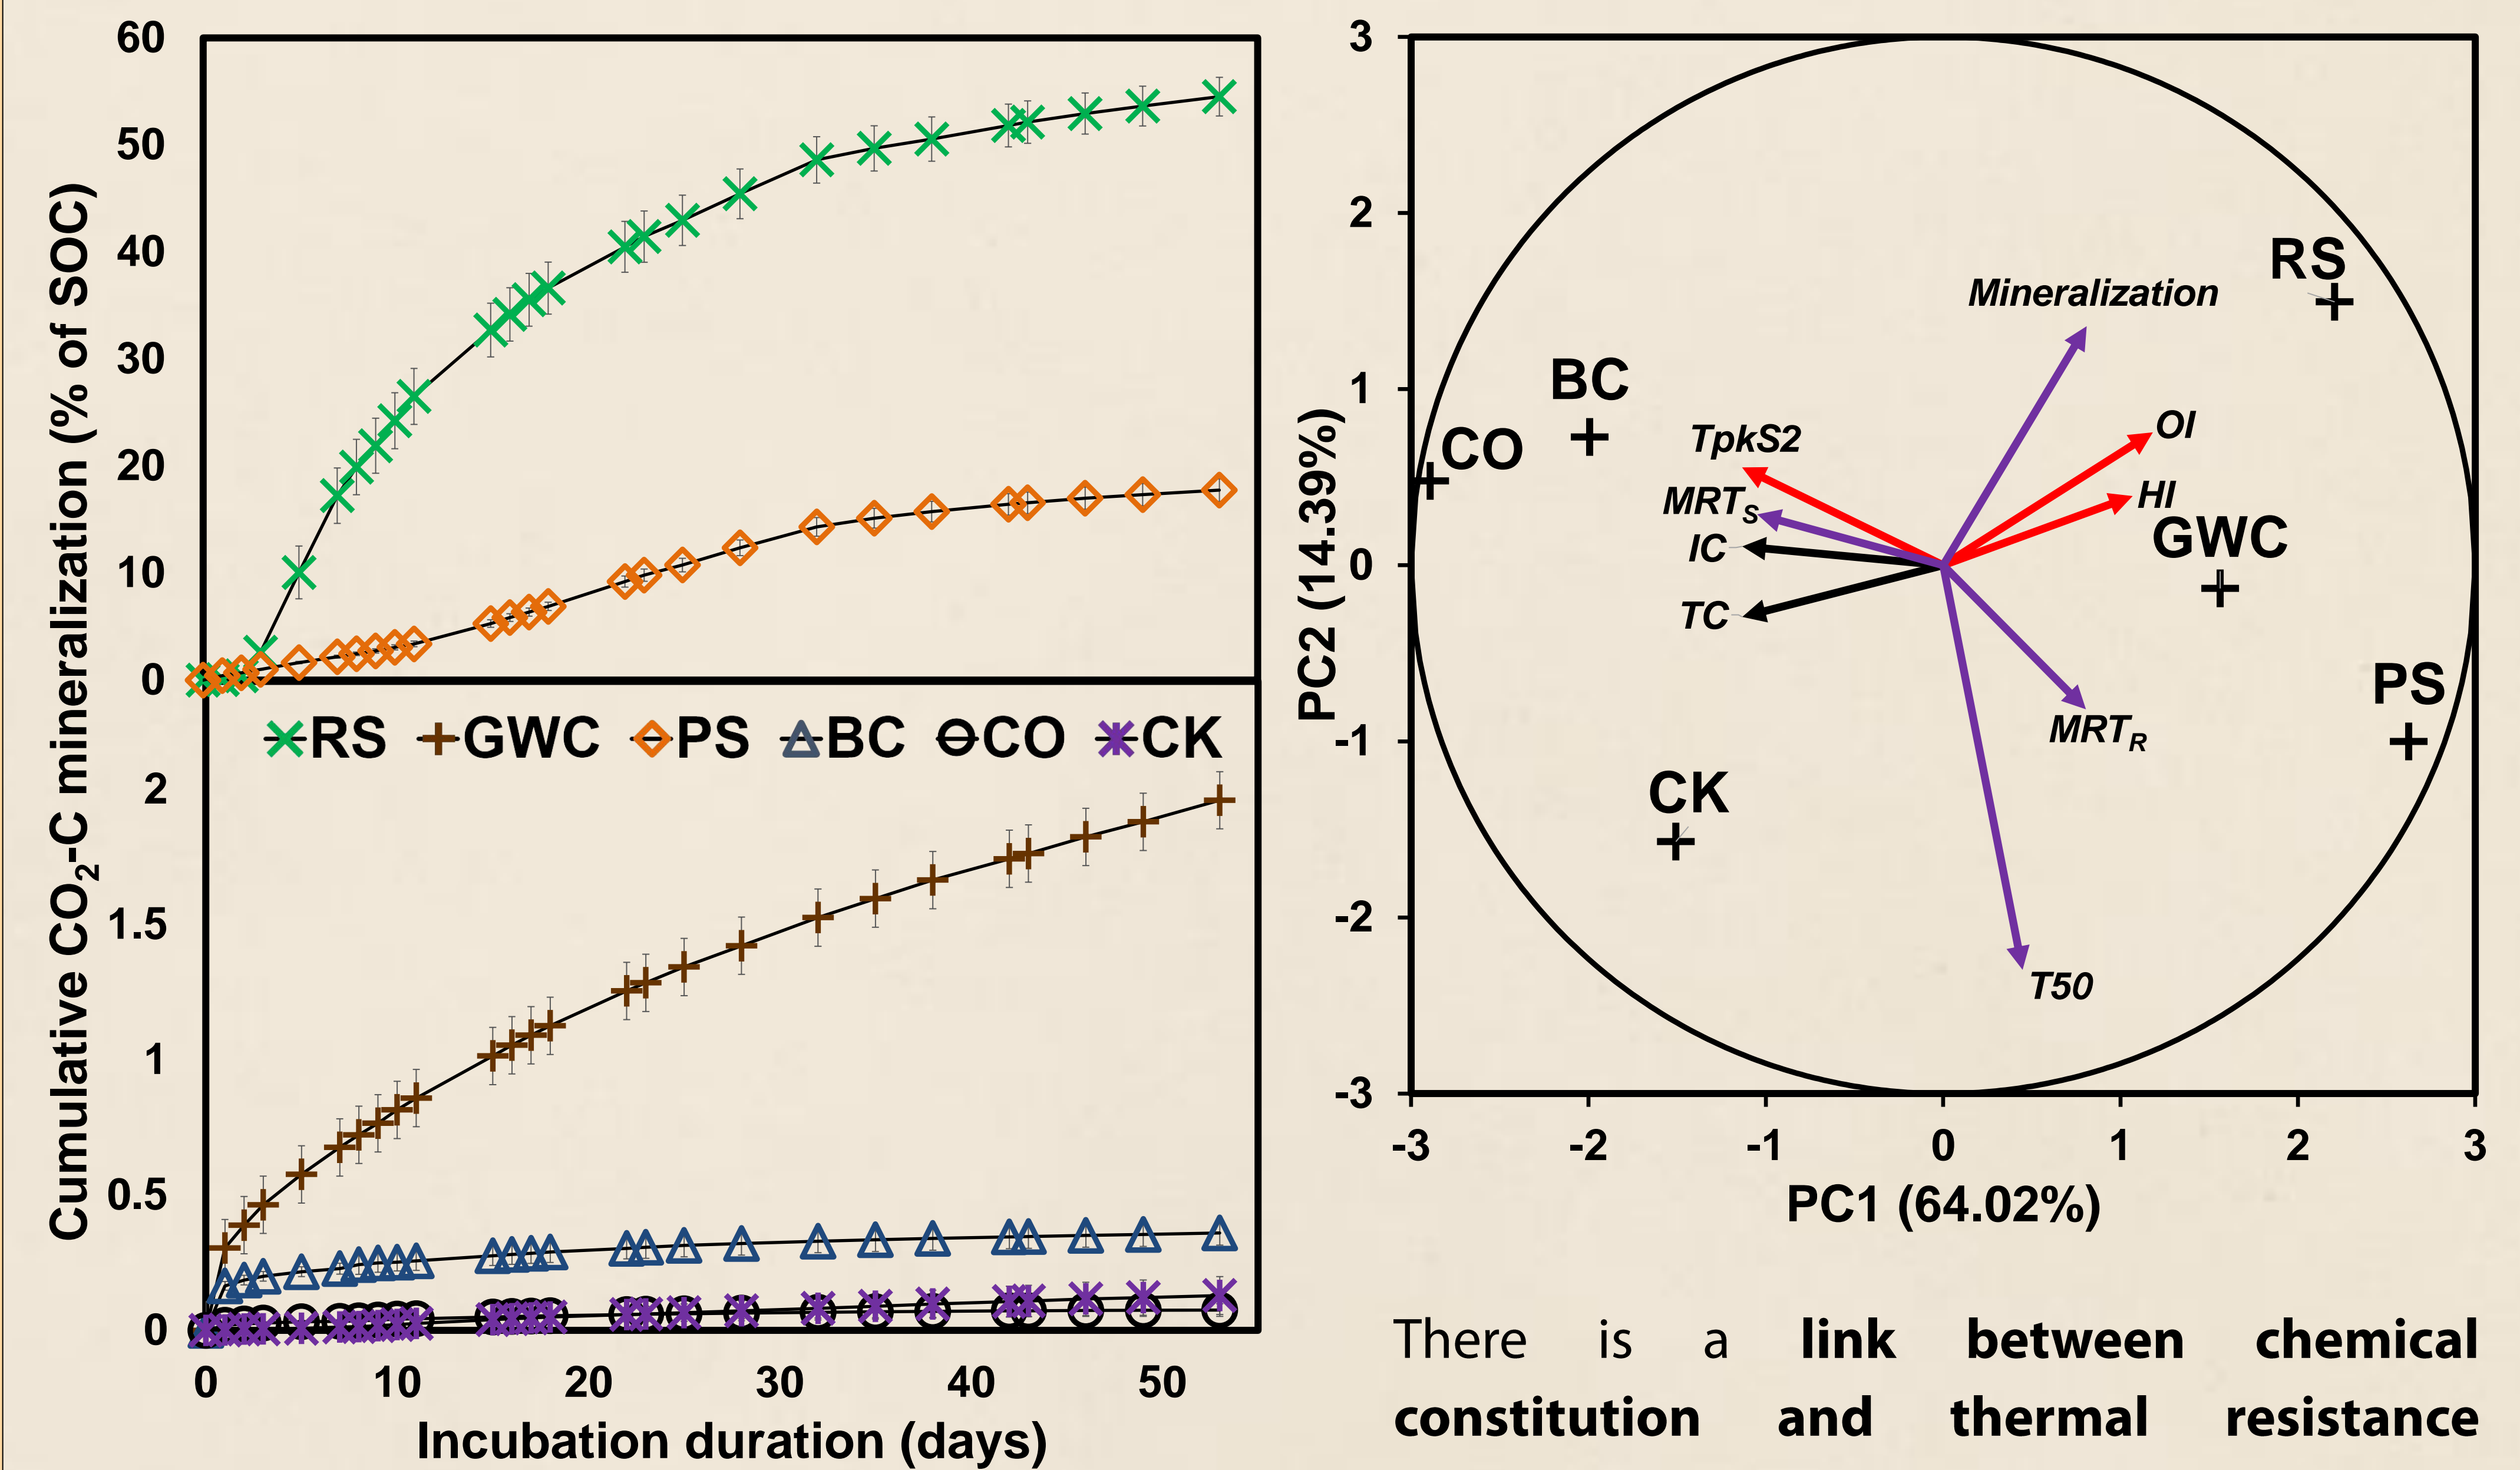 60
50
40
30
20
10
0
Cumulative CO2-C mineralization (% of SOC)
RS GWC PS BC CO CK
2
1.5
1
0.5
0
0 10 20 30 40 50
Incubation duration (days)
3
2
1
0
-1
-2
-3
PC2 (14.39%)
RS
Mineralization
BC
OI
CO
TpkS2
HI
MRTS
GWC
IC
TC
PS
MRTR
CK
T50
-3 -2 -1 0 1 2 3
PC1 (64.02%)
There is a link between chemical
constitution and thermal resistance